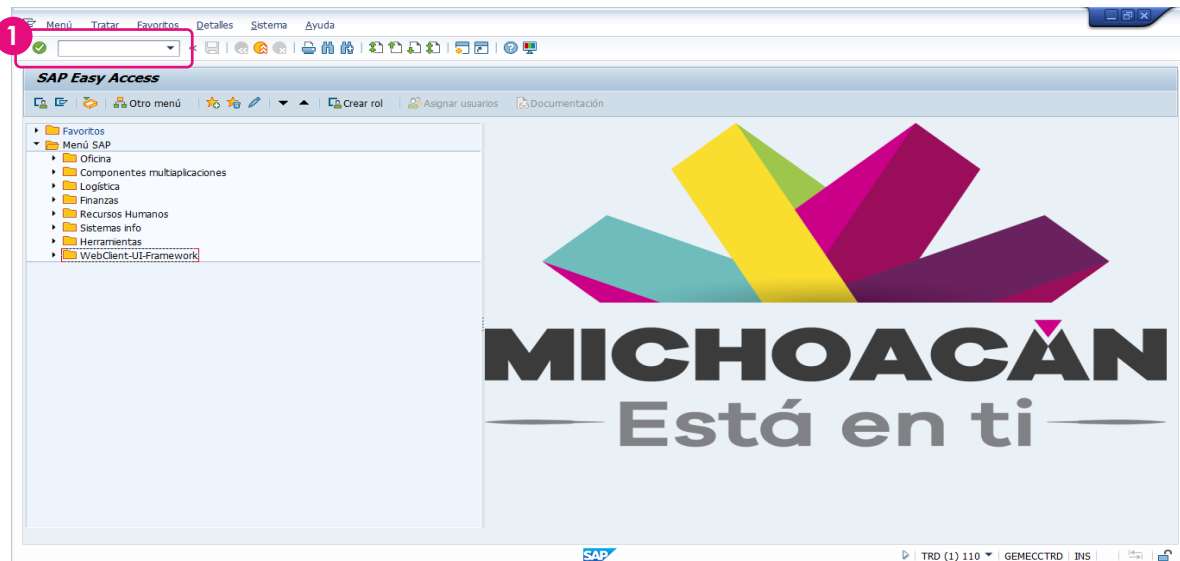 1
Menú Tratar Favoritos Detalles Sistema Ayuda
SAP Easy Access
Otro menú Crear rol Asignar usuarios Documentación
Favoritos
Menú SAP
Oficina
Componentes multiaplicaciones
Logística
Finanzas
Recursos Humanos
Sistemas info
Herramientas
WebClient-UI-Framework
MICHOACÁN
Está en ti
SAP TRD (1) 110 GEMECCTRD INS